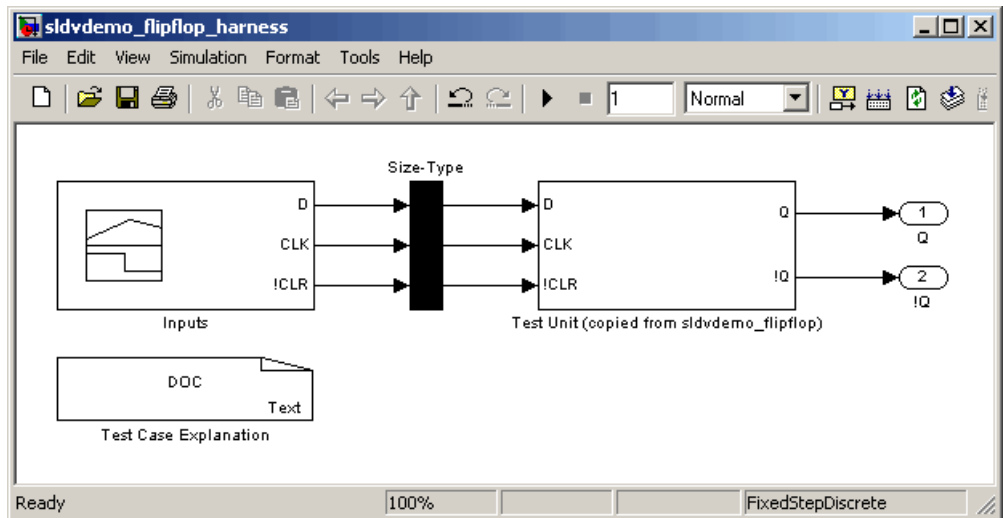 sldvdemo_flipflop_harness
File Edit View Simulation Format Tools Help
1 Normal
Size-Type
D D Q 1
Q
CLK CLK
!CLR !CLR !Q 2
!Q
Inputs Test Unit (copied from sldvdemo_flipflop)
DOC
Text
Test Case Explanation
Ready 100% FixedStepDiscrete